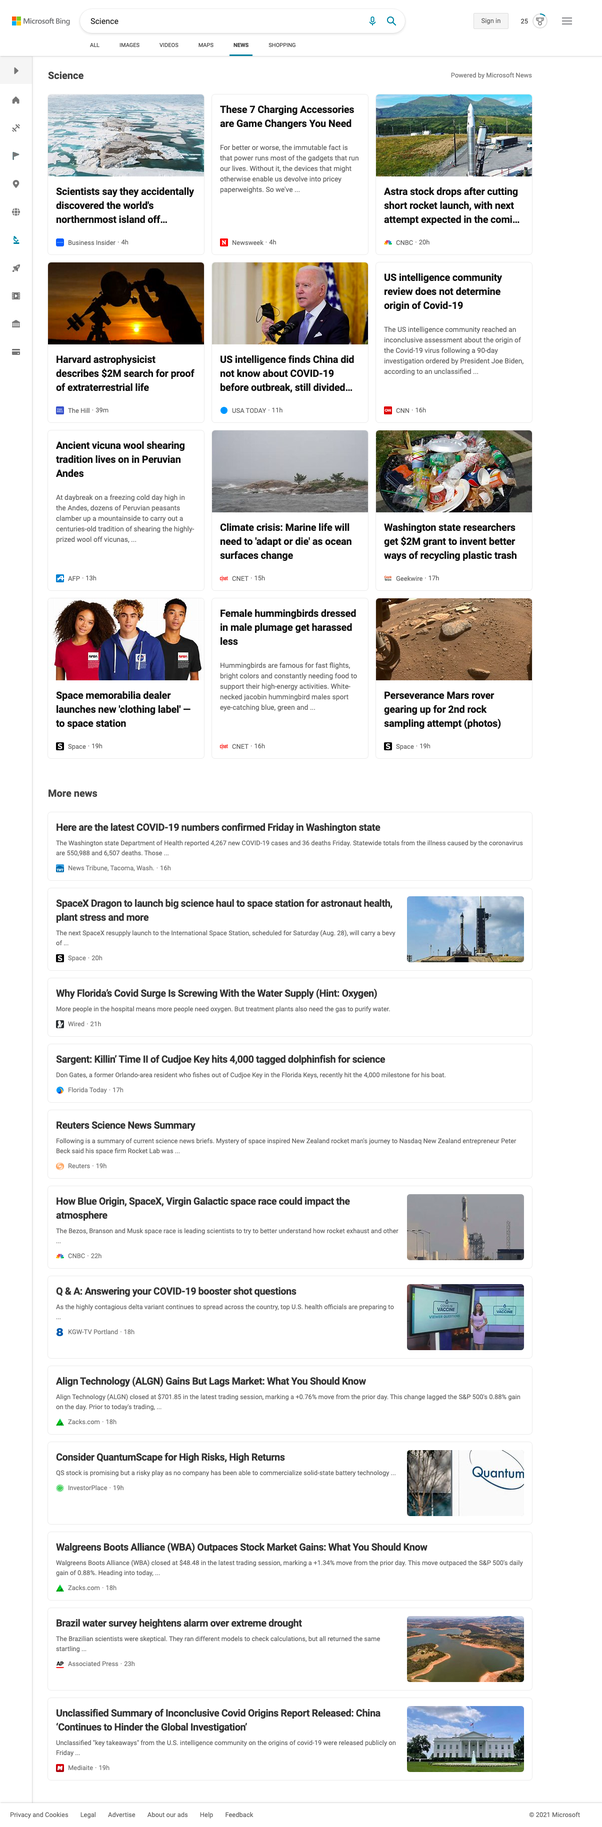 Microsoft Bing
Science
Sign in
25
ALL
IMAGES
VIDEOS
MAPS
NEWS
SHOPPING
Science
Powered by Microsoft News
Scientists say they accidentally
discovered the world's
northernmost island off...
Business Insider · 4h
These 7 Charging Accessories
are Game Changers You Need
For better or worse, the immutable fact is
that power runs most of the gadgets that run
our lives. Without it, the devices that might
otherwise enable us devolve into pricey
paperweights. So we've ...
Newsweek · 4h
Astra stock drops after cutting
short rocket launch, with next
attempt expected in the comi...
CNBC · 20h
Harvard astrophysicist
describes $2M search for proof
of extraterrestrial life
The Hill · 39m
US intelligence finds China did
not know about COVID-19
before outbreak, still divided...
USA TODAY · 11h
US intelligence community
review does not determine
origin of Covid-19
The US intelligence community reached an
inconclusive assessment about the origin of
the Covid-19 virus following a 90-day
investigation ordered by President Joe Biden,
according to an unclassified ...
CNN · 16h
Ancient vicuna wool shearing
tradition lives on in Peruvian
Andes
At daybreak on a freezing cold day high in
the Andes, dozens of Peruvian peasants
clamber up a mountainside to carry out a
centuries-old tradition of shearing the highly-
prized wool off vicunas, ...
AFP · 13h
Climate crisis: Marine life will
need to 'adapt or die' as ocean
surfaces change
CNET · 15h
Washington state researchers
get $2M grant to invent better
ways of recycling plastic trash
Geekwire · 17h
Space memorabilia dealer
launches new 'clothing label' —
to space station
Space · 19h
Female hummingbirds dressed
in male plumage get harassed
less
Hummingbirds are famous for fast flights,
bright colors and constantly needing food to
support their high-energy activities. White-
necked jacobin hummingbird males sport
eye-catching blue, green and ...
CNET · 16h
Perseverance Mars rover
gearing up for 2nd rock
sampling attempt (photos)
Space · 19h
More news
Here are the latest COVID-19 numbers confirmed Friday in Washington state
The Washington state Department of Health reported 4,267 new COVID-19 cases and 36 deaths Friday. Statewide totals from the illness caused by the coronavirus
are 550,988 and 6,507 deaths. Those ...
News Tribune, Tacoma, Wash. · 16h
SpaceX Dragon to launch big science haul to space station for astronaut health,
plant stress and more
The next SpaceX resupply launch to the International Space Station, scheduled for Saturday (Aug. 28), will carry a bevy
of ...
Space · 20h
Why Florida's Covid Surge Is Screwing With the Water Supply (Hint: Oxygen)
More people in the hospital means more people need oxygen. But treatment plants also need the gas to purify water.
Wired · 21h
Sargent: Killin' Time II of Cudjoe Key hits 4,000 tagged dolphinfish for science
Don Gates, a former Orlando-area resident who fishes out of Cudjoe Key in the Florida Keys, recently hit the 4,000 milestone for his boat.
Florida Today · 17h
Reuters Science News Summary
Following is a summary of current science news briefs. Mystery of space inspired New Zealand rocket man's journey to Nasdaq New Zealand entrepreneur Peter
Beck said his space firm Rocket Lab was ...
Reuters · 19h
How Blue Origin, SpaceX, Virgin Galactic space race could impact the
atmosphere
The Bezos, Branson and Musk space race is leading scientists to try to better understand how rocket exhaust and other
...
CNBC · 22h
Q & A: Answering your COVID-19 booster shot questions
As the highly contagious delta variant continues to spread across the country, top U.S. health officials are preparing to
...
8 KGW-TV Portland · 18h
VACCINE
VACCINE
Align Technology (ALGN) Gains But Lags Market: What You Should Know
Align Technology (ALGN) closed at $701.85 in the latest trading session, marking a +0.76% move from the prior day. This change lagged the S&P 500's 0.88% gain
on the day. Prior to today's trading, ...
Zacks.com · 18h
Consider QuantumScape for High Risks, High Returns
QS stock is promising but a risky play as no company has been able to commercialize solid-state battery technology ...
InvestorPlace · 19h
Quantum
Walgreens Boots Alliance (WBA) Outpaces Stock Market Gains: What You Should Know
Walgreens Boots Alliance (WBA) closed at $48.48 in the latest trading session, marking a +1.34% move from the prior day. This move outpaced the S&P 500's daily
gain of 0.88%. Heading into today, ...
Zacks.com · 18h
Brazil water survey heightens alarm over extreme drought
The Brazilian scientists were skeptical. They ran different models to check calculations, but all returned the same
startling ...
AP Associated Press · 23h
Unclassified Summary of Inconclusive Covid Origins Report Released: China
'Continues to Hinder the Global Investigation'
Unclassified "key takeaways" from the U.S. intelligence community on the origins of covid-19 were released publicly on
Friday ...
Mediaite · 19h
Privacy and Cookies
Legal
Advertise
About our ads
Help
Feedback
© 2021 Microsoft